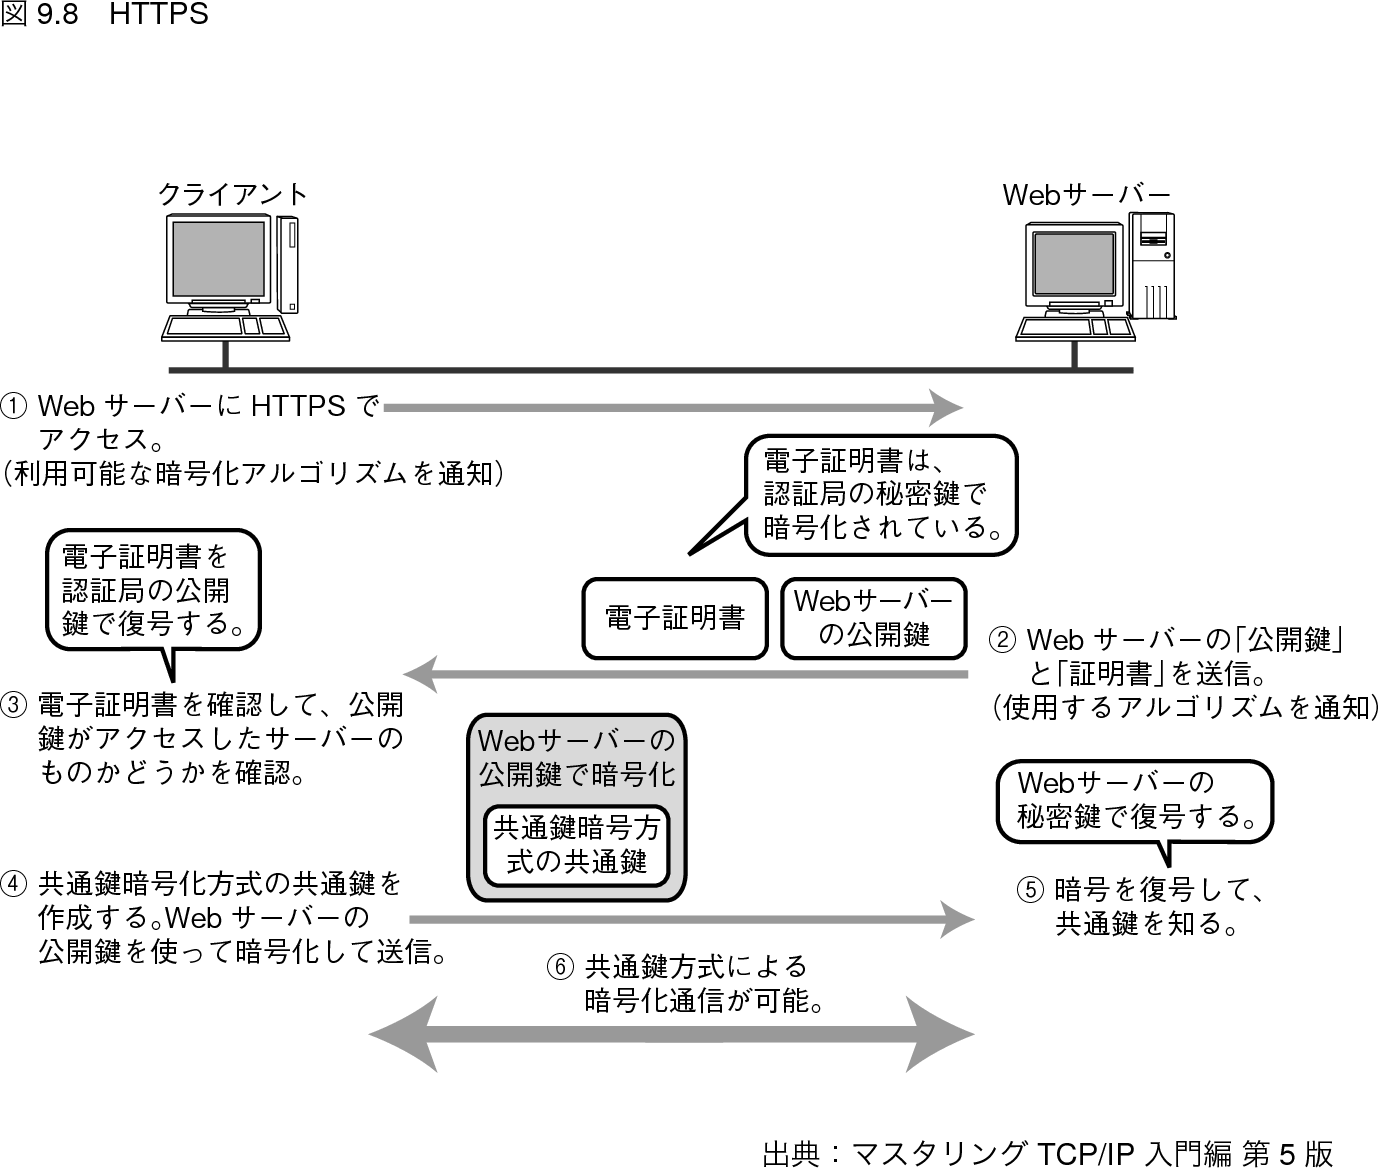 図 9.8　HTTPS
クライアント
Webサーバー
① Web サーバーに HTTPS で
アクセス。
（利用可能な暗号化アルゴリズムを通知）
電子証明書は、
認証局の秘密鍵で
暗号化されている。
電子証明書
Webサーバー
の公開鍵
② Web サーバーの「公開鍵」
と「証明書」を送信。
（使用するアルゴリズムを通知）
電子証明書を
認証局の公開
鍵で復号する。
③ 電子証明書を確認して、公開
鍵がアクセスしたサーバーの
ものかどうかを確認。
Webサーバーの
公開鍵で暗号化
共通鍵暗号方
式の共通鍵
④ 共通鍵暗号化方式の共通鍵を
作成する。Web サーバーの
公開鍵を使って暗号化して送信。
Webサーバーの
秘密鍵で復号する。
⑤ 暗号を復号して、
共通鍵を知る。
⑥ 共通鍵方式による
暗号化通信が可能。
出典：マスタリング TCP/IP 入門編 第 5 版